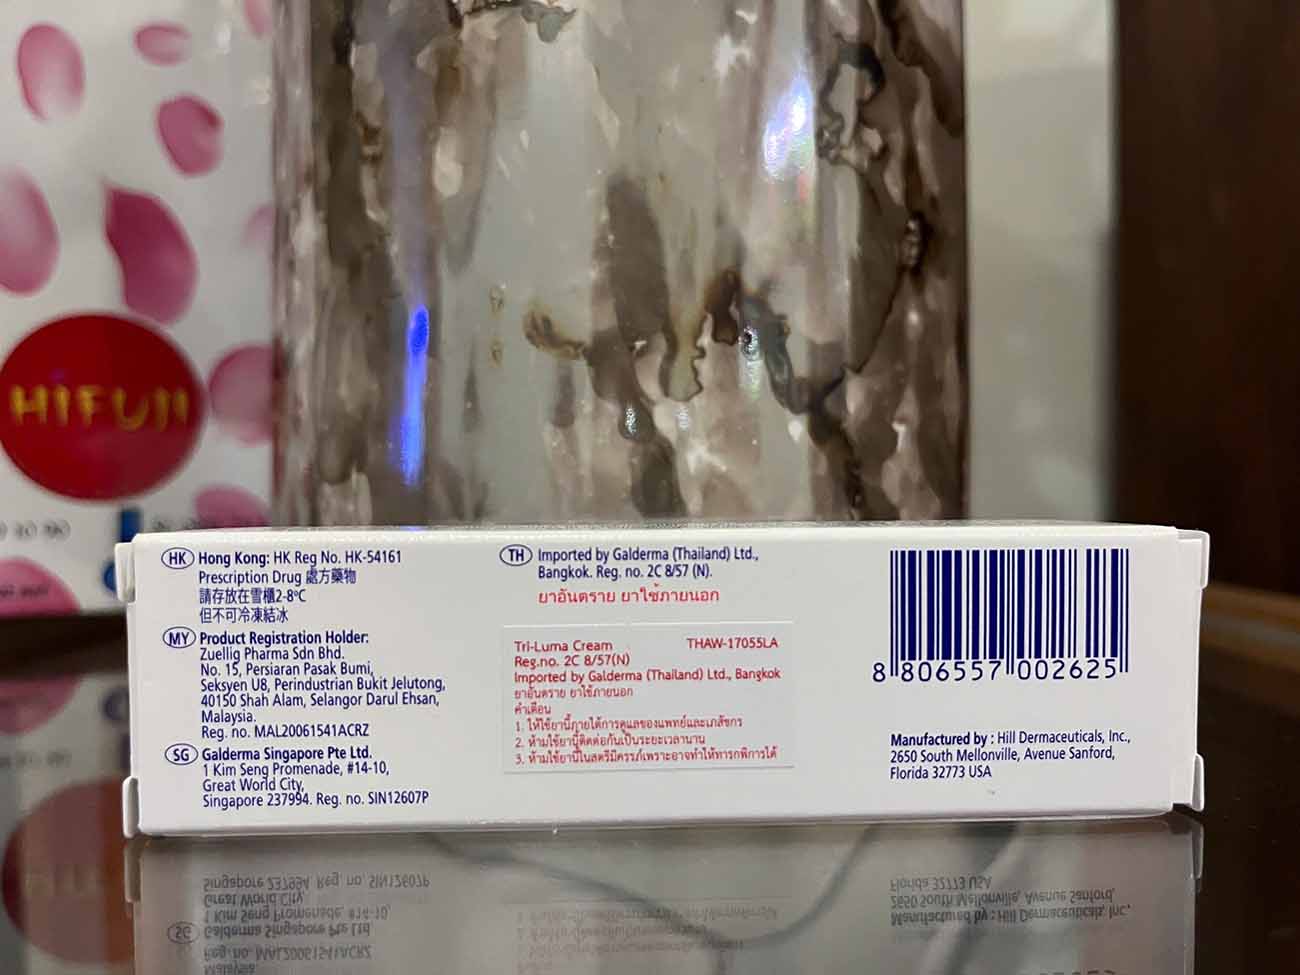 HiFUJI
HK Hong Kong: HK Reg No. HK-54161
Prescription Drug 處方藥物
請存放在雪櫃2-8ºC
但不可冷凍結冰
MY Product Registration Holder:
Zuellig Pharma Sdn Bhd.
No. 15, Persiaran Pasak Bumi,
Seksyen U8, Perindustrian Bukit Jelutong,
40150 Shah Alam, Selangor Darul Ehsan,
Malaysia.
Reg. no. MAL20061541ACRZ
SG Galderma Singapore Pte Ltd.
1 Kim Seng Promenade, #14-10,
Great World City,
Singapore 237994. Reg. no. SIN12607P
TH Imported by Galderma (Thailand) Ltd.,
Bangkok. Reg. no. 2C 8/57 (N).
ยาอันตราย ยาใช้ภายนอก
Tri-Luma Cream THAW-17055LA
Reg.no. 2C 8/57(N)
Imported by Galderma (Thailand) Ltd., Bangkok
ยาอันตราย ยาใช้ภายนอก
คำเตือน
1. ให้ใช้ยานี้ภายใต้การดูแลของแพทย์และเภสัชกร
2. ห้ามใช้ยานี้ติดต่อกันเป็นระยะเวลานาน
3. ห้ามใช้ยานี้ในสตรีมีครรภ์เพราะอาจทำให้ทารกพิการได้
8 806557 002625
Manufactured by : Hill Dermaceuticals, Inc.,
2650 South Mellonville, Avenue Sanford,
Florida 32773 USA